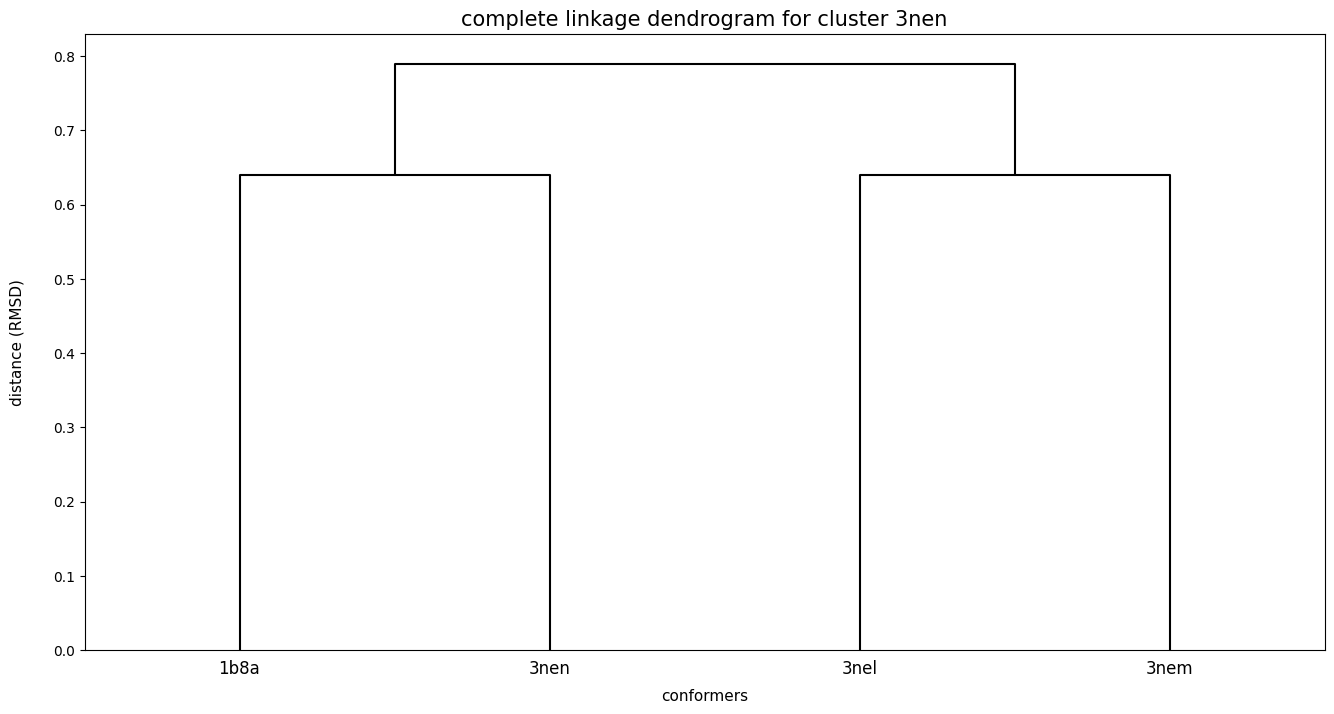 complete linkage dendrogram for cluster 3nen
0.8
0.7
0.6
0.5
0.4
0.3
0.2
0.1
0.0
distance (RMSD)
1b8a 3nen 3nel 3nem
conformers